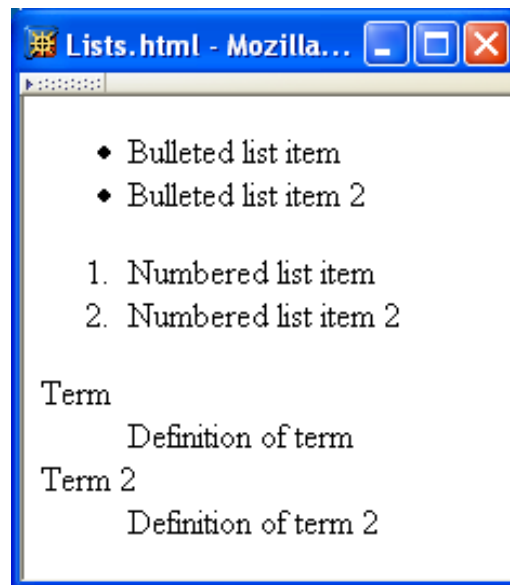 Lists.html - Mozilla...
• Bulleted list item
• Bulleted list item 2
1. Numbered list item
2. Numbered list item 2
Term
Definition of term
Term 2
Definition of term 2